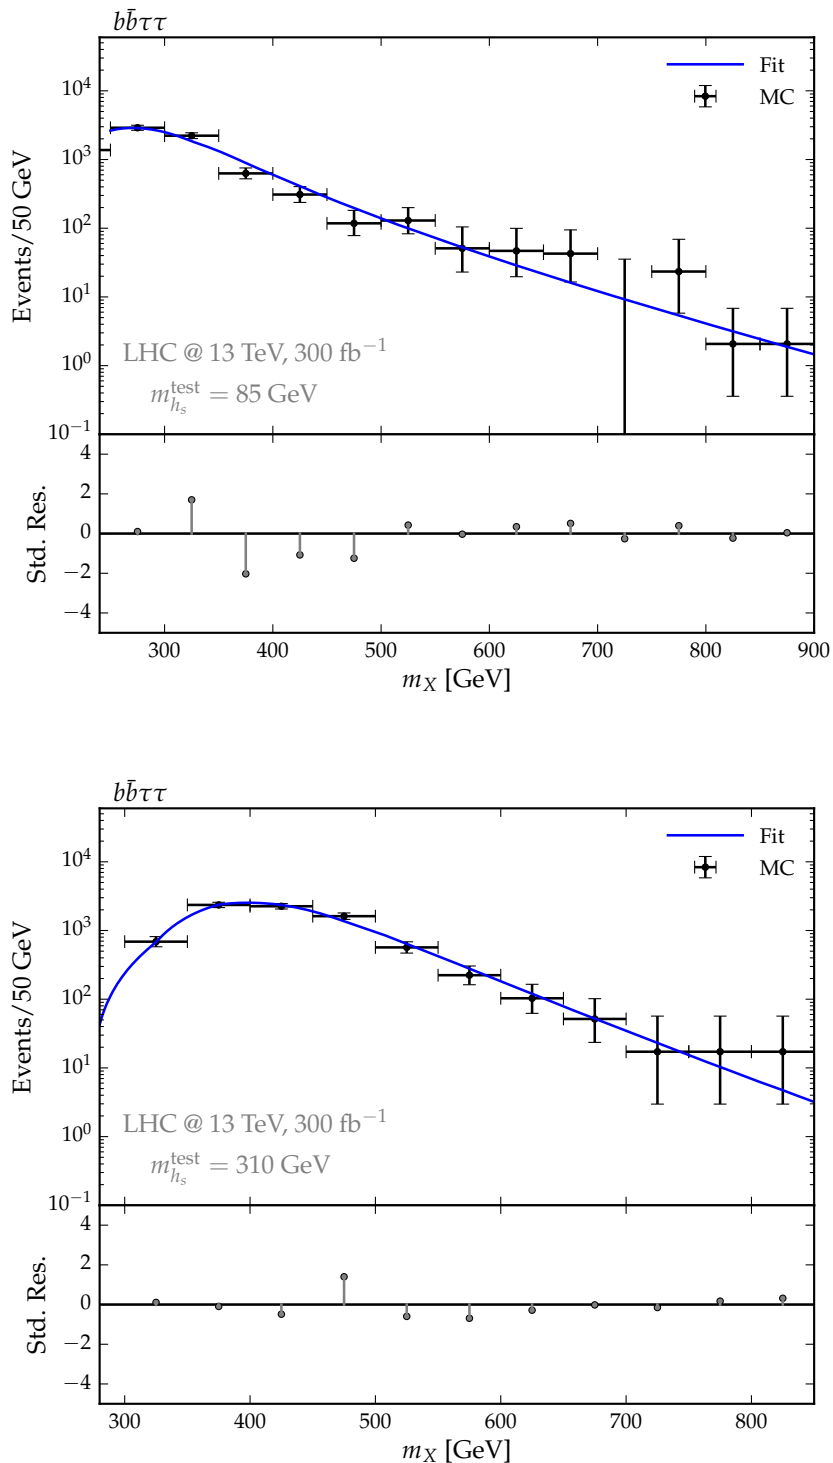 bb̄ττ
Fit
MC
10⁴
10³
10²
10¹
10⁰
10⁻¹
Events/50 GeV
LHC @ 13 TeV, 300 fb⁻¹
m_{h_s}^{test} = 85 GeV
4
2
0
−2
−4
Std. Res.
300 400 500 600 700 800 900
m_X [GeV]
bb̄ττ
Fit
MC
10⁴
10³
10²
10¹
10⁰
10⁻¹
Events/50 GeV
LHC @ 13 TeV, 300 fb⁻¹
m_{h_s}^{test} = 310 GeV
4
2
0
−2
−4
Std. Res.
300 400 500 600 700 800
m_X [GeV]